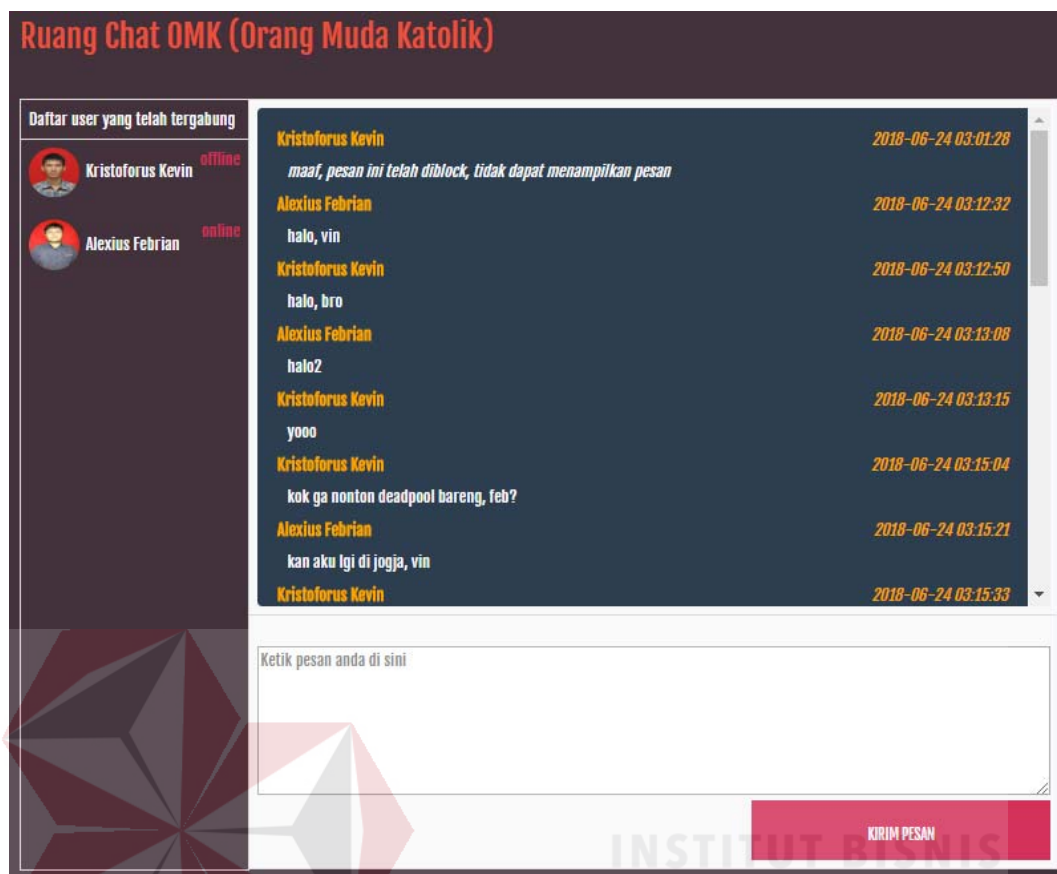 Ruang Chat OMK (Orang Muda Katolik)
Daftar user yang telah tergabung
Kristoforus Kevin offline
Alexius Febrian online
Kristoforus Kevin 2018-06-24 03:01:28
maaf, pesan ini telah diblock, tidak dapat menampilkan pesan
Alexius Febrian 2018-06-24 03:12:32
halo, vin
Kristoforus Kevin 2018-06-24 03:12:50
halo, bro
Alexius Febrian 2018-06-24 03:13:08
halo2
Kristoforus Kevin 2018-06-24 03:13:15
yooo
Kristoforus Kevin 2018-06-24 03:15:04
kok ga nonton deadpool bareng, feb?
Alexius Febrian 2018-06-24 03:15:21
kan aku lgi di jogja, vin
Kristoforus Kevin 2018-06-24 03:15:33
Ketik pesan anda di sini
KIRIM PESAN
INSTITUT BISNIS